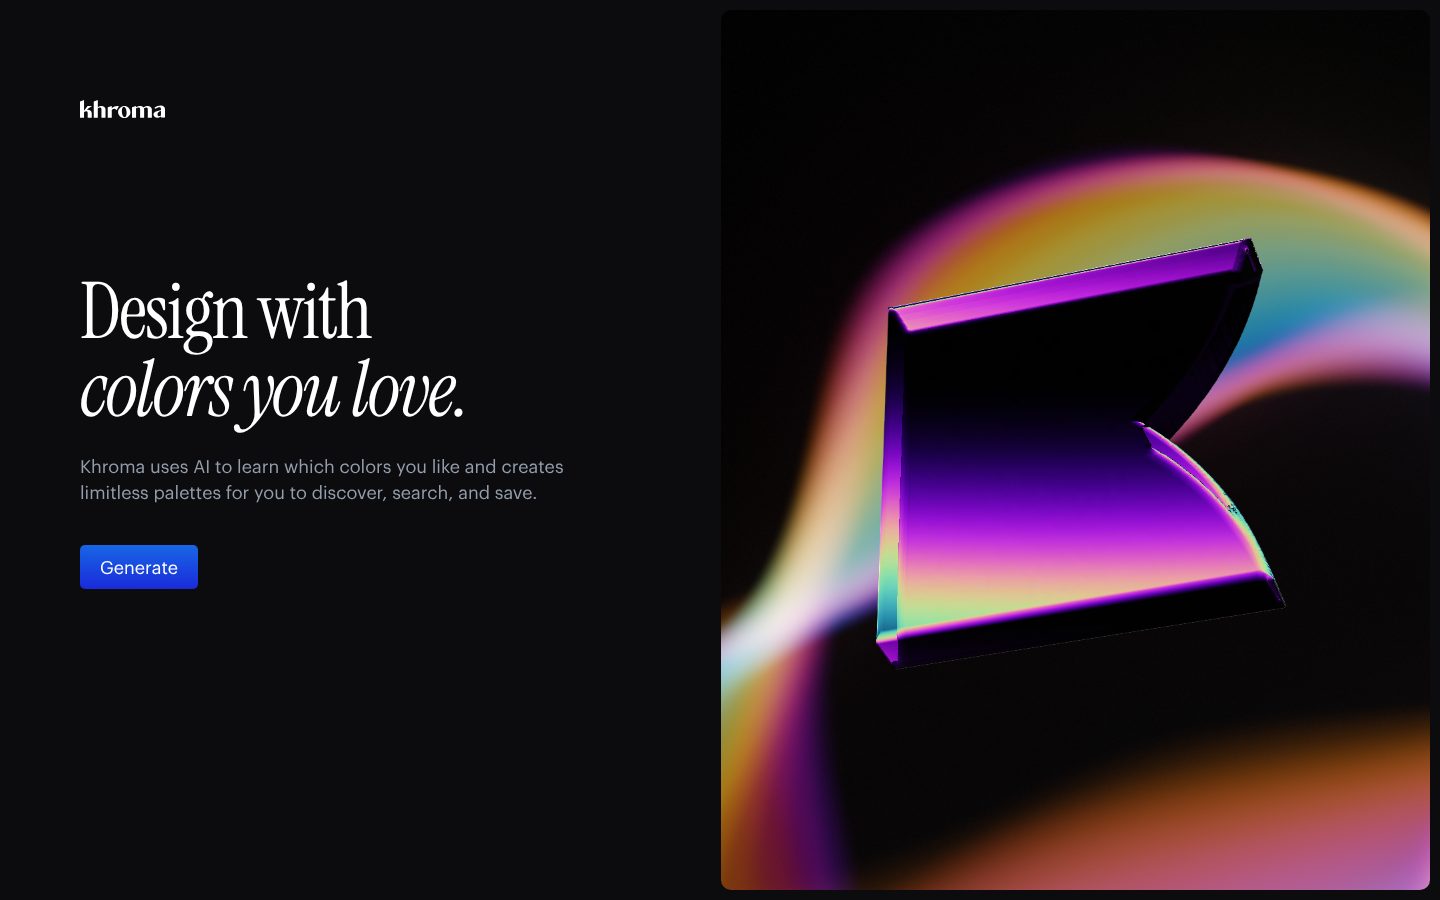 khroma
Design with
colors you love.
Khroma uses AI to learn which colors you like and creates
limitless palettes for you to discover, search, and save.
Generate